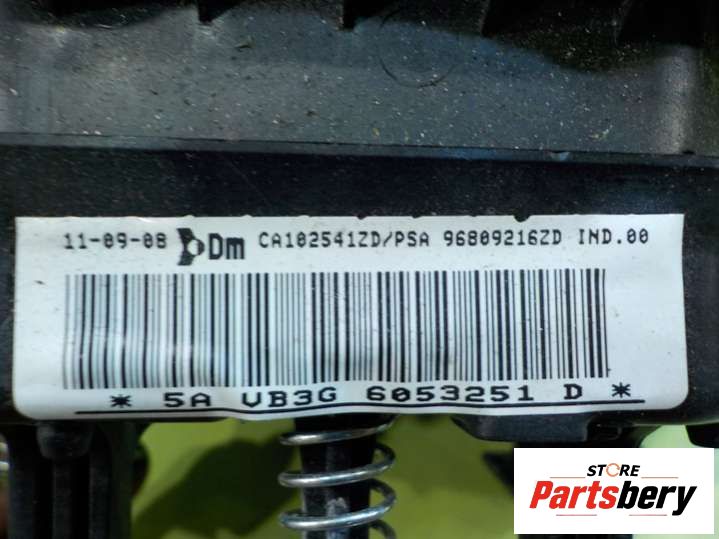 11-09-08 Dm CA102541ZD/PSA 96809216ZD IND.00
* 5A VB3G 6053251 D *
STORE
Partsbery